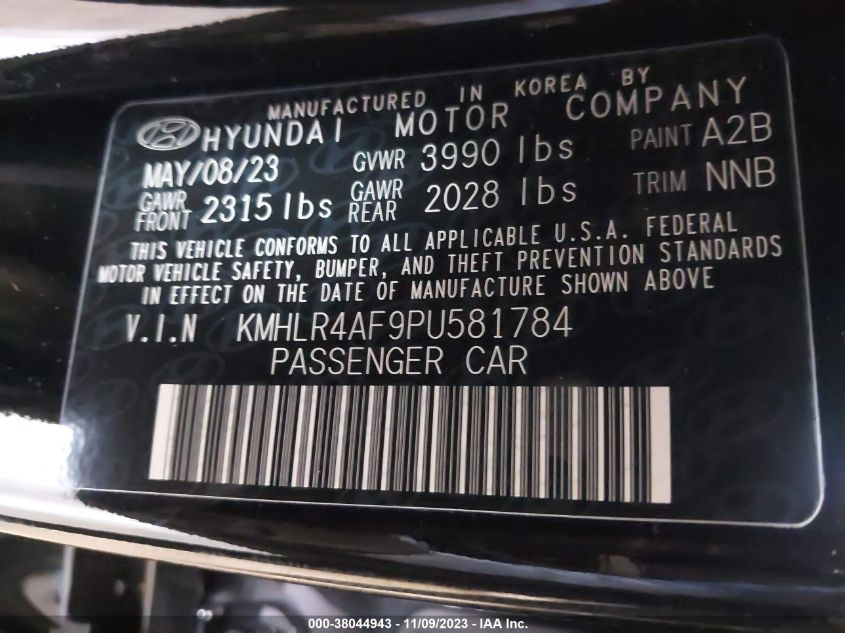 MANUFACTURED IN KOREA BY
HYUNDAI MOTOR COMPANY
MAY/08/23 GVWR 3990 lbs PAINT A2B
GAWR FRONT 2315 lbs GAWR REAR 2028 lbs TRIM NNB
THIS VEHICLE CONFORMS TO ALL APPLICABLE U.S.A. FEDERAL
MOTOR VEHICLE SAFETY, BUMPER, AND THEFT PREVENTION STANDARDS
IN EFFECT ON THE DATE OF MANUFACTURE SHOWN ABOVE
V.I.N KMHLR4AF9PU581784
PASSENGER CAR
000-38044943 - 11/09/2023 - IAA Inc.